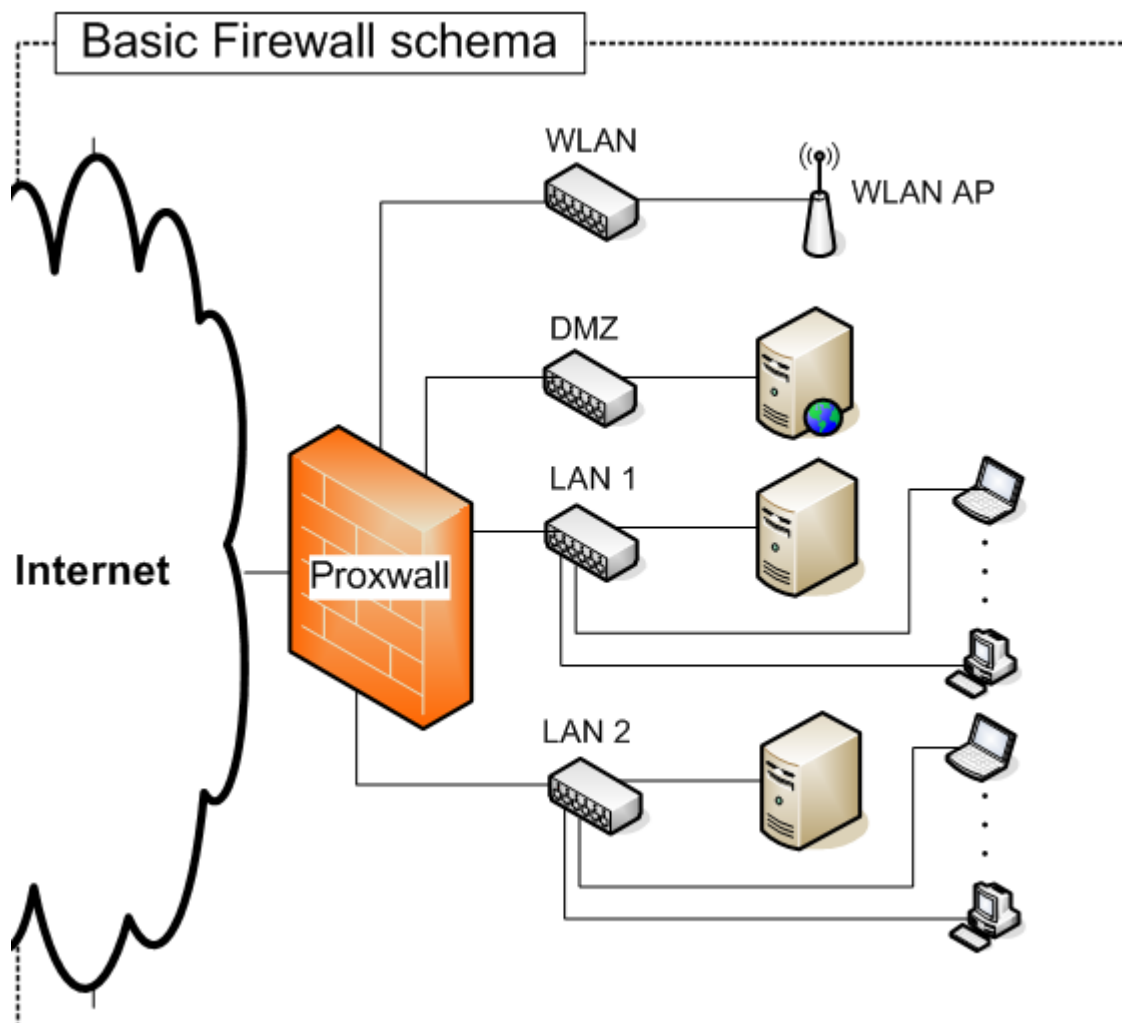 Basic Firewall schema
WLAN
WLAN AP
DMZ
LAN 1
Internet
Proxwall
LAN 2